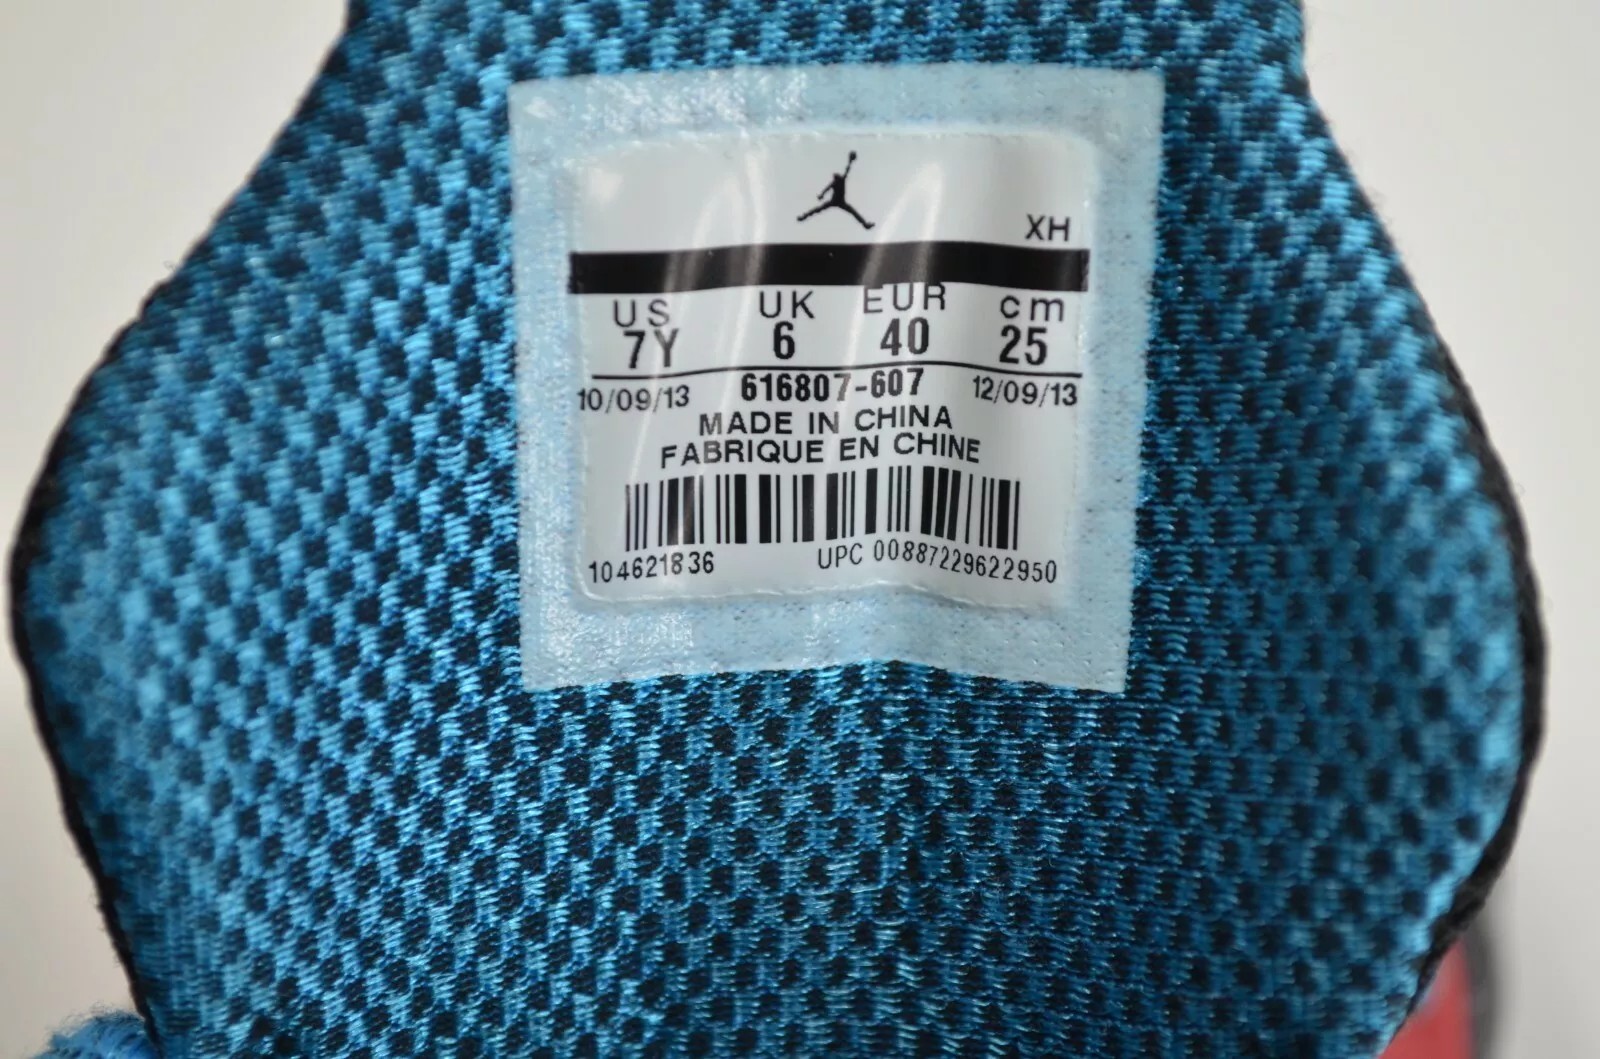 XH
US UK EUR cm
7Y 6 40 25
10/09/13 616807-607 12/09/13
MADE IN CHINA
FABRIQUE EN CHINE
104621836 UPC 00887229622950